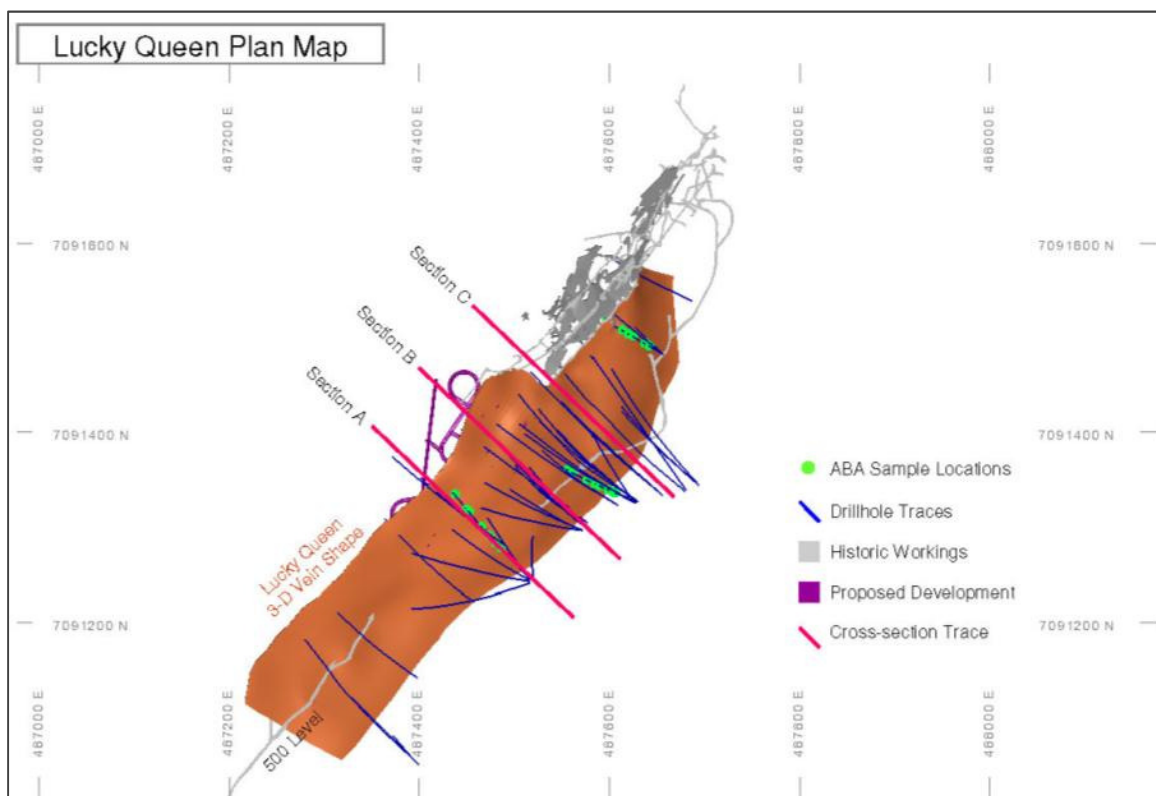 Lucky Queen Plan Map
487000 E
487200 E
487400 E
487600 E
487800 E
488000 E
7091600 N
7091600 N
Section C
Section B
Section A
7091400 N
7091400 N
ABA Sample Locations
Drillhole Traces
Historic Workings
Proposed Development
Cross-section Trace
Lucky Queen
3-D Vein Shape
7091200 N
7091200 N
500 Level
487000 E
487200 E
487400 E
487600 E
487800 E
488000 E